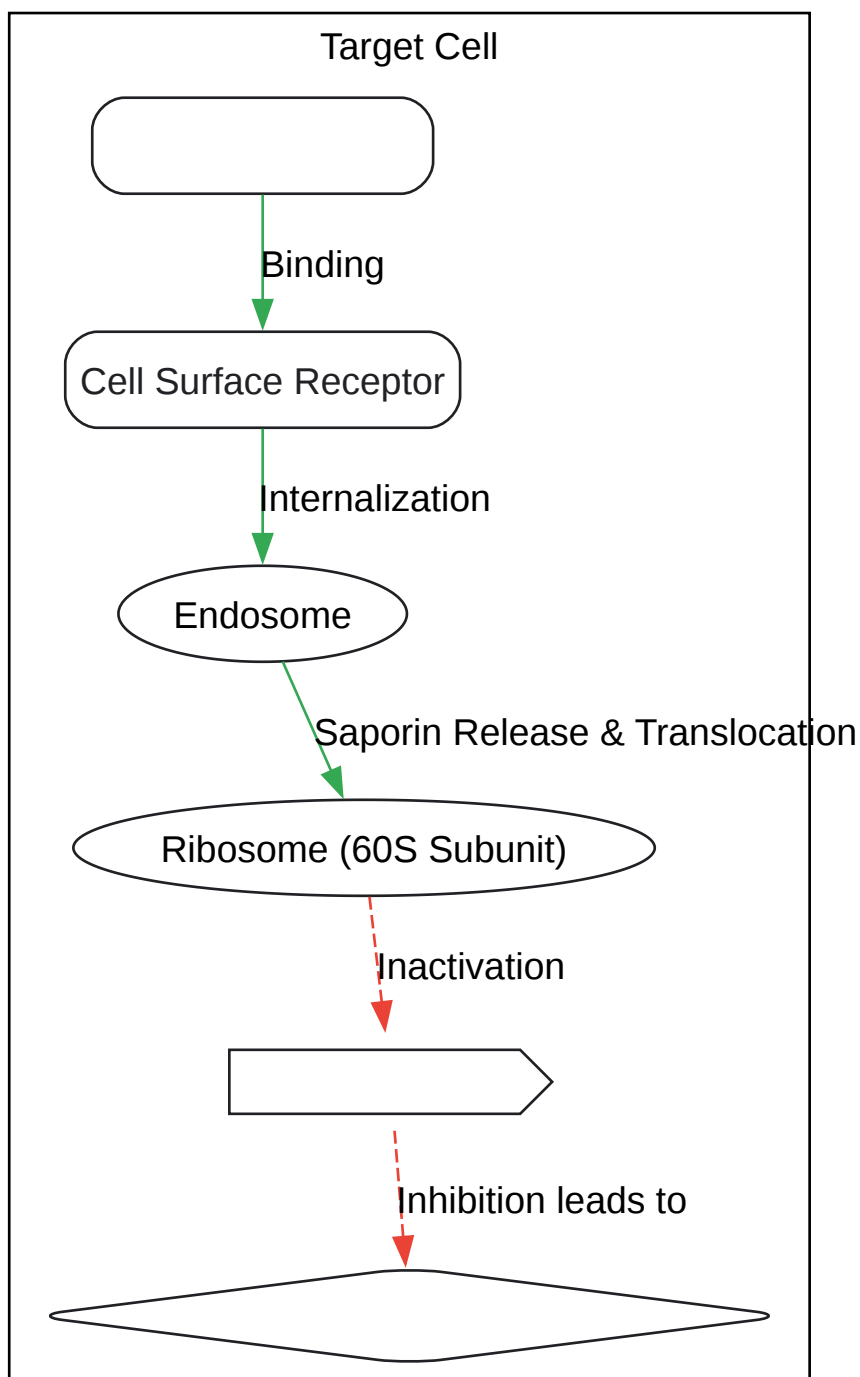 Target Cell
Binding
Cell Surface Receptor
Internalization
Endosome
Saporin Release & Translocation
Ribosome (60S Subunit)
Inactivation
Inhibition leads to